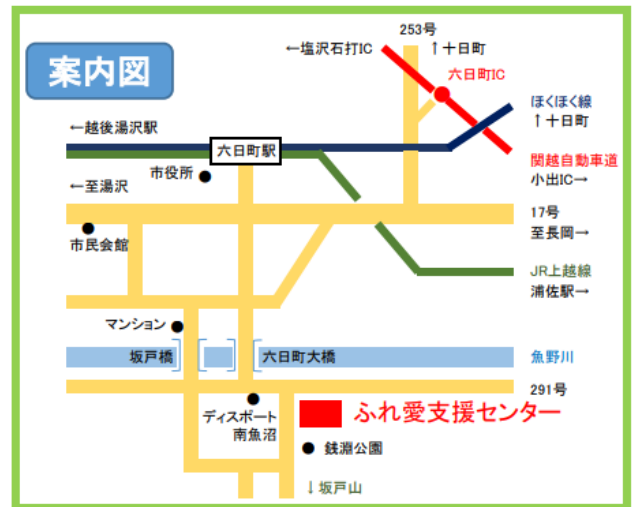 案内図
253号
←塩沢石打IC
↑十日町
六日町IC
ほくほく線
↑十日町
←越後湯沢駅
六日町駅
関越自動車道
小出IC→
市役所
←至湯沢
17号
至長岡→
市民会館
JR上越線
浦佐駅→
マンション
坂戸橋
六日町大橋
魚野川
291号
ディスポート
南魚沼
ふれ愛支援センター
銭淵公園
↓坂戸山